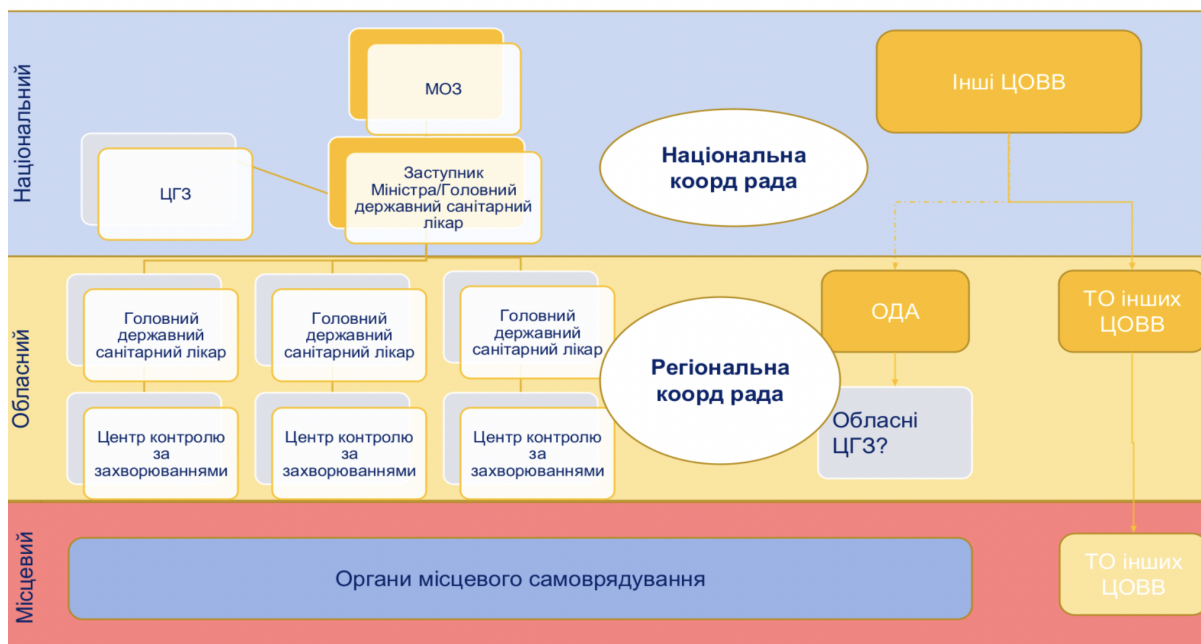 Національний
МОЗ
ЦГЗ
Заступник
Міністра/Головний
державний санітарний
лікар
Національна
коорд рада
Інші ЦОВВ
Обласний
Головний
державний
санітарний лікар
Головний
державний
санітарний лікар
Головний
державний
санітарний лікар
Центр контролю
за
захворюваннями
Центр контролю
за
захворюваннями
Центр контролю
за
захворюваннями
Регіональна
коорд рада
ОДА
Обласні
ЦГЗ?
ТО інших
ЦОВВ
Місцевий
Органи місцевого самоврядування
ТО інших
ЦОВВ